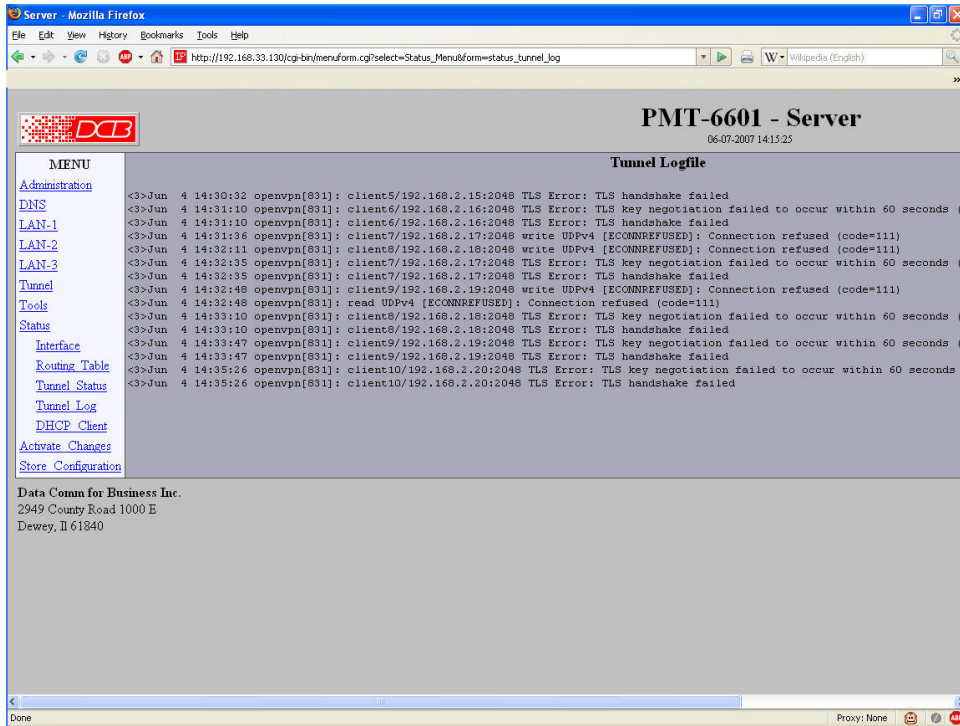 Server - Mozilla Firefox
File Edit View History Bookmarks Tools Help
ABP IP http://192.168.33.130/cgi-bin/menuform.cgi?select=Status_Menu&form=status_tunnel_log W Wikipedia (English)
»
DCB
PMT-6601 - Server
06-07-2007 14:15:25
MENU
Administration
DNS
LAN-1
LAN-2
LAN-3
Tunnel
Tools
Status
Interface
Routing Table
Tunnel Status
Tunnel Log
DHCP Client
Activate Changes
Store Configuration
Tunnel Logfile
<3>Jun 4 14:30:32 openvpn[831]: client5/192.168.2.15:2048 TLS Error: TLS handshake failed
<3>Jun 4 14:31:10 openvpn[831]: client6/192.168.2.16:2048 TLS Error: TLS key negotiation failed to occur within 60 seconds (
<3>Jun 4 14:31:10 openvpn[831]: client6/192.168.2.16:2048 TLS Error: TLS handshake failed
<3>Jun 4 14:31:36 openvpn[831]: client7/192.168.2.17:2048 write UDPv4 [ECONNREFUSED]: Connection refused (code=111)
<3>Jun 4 14:32:11 openvpn[831]: client8/192.168.2.18:2048 write UDPv4 [ECONNREFUSED]: Connection refused (code=111)
<3>Jun 4 14:32:35 openvpn[831]: client7/192.168.2.17:2048 TLS Error: TLS key negotiation failed to occur within 60 seconds (
<3>Jun 4 14:32:35 openvpn[831]: client7/192.168.2.17:2048 TLS Error: TLS handshake failed
<3>Jun 4 14:32:48 openvpn[831]: client9/192.168.2.19:2048 write UDPv4 [ECONNREFUSED]: Connection refused (code=111)
<3>Jun 4 14:32:48 openvpn[831]: read UDPv4 [ECONNREFUSED]: Connection refused (code=111)
<3>Jun 4 14:33:10 openvpn[831]: client8/192.168.2.18:2048 TLS Error: TLS key negotiation failed to occur within 60 seconds (
<3>Jun 4 14:33:10 openvpn[831]: client8/192.168.2.18:2048 TLS Error: TLS handshake failed
<3>Jun 4 14:33:47 openvpn[831]: client9/192.168.2.19:2048 TLS Error: TLS key negotiation failed to occur within 60 seconds (
<3>Jun 4 14:33:47 openvpn[831]: client9/192.168.2.19:2048 TLS Error: TLS handshake failed
<3>Jun 4 14:35:26 openvpn[831]: client10/192.168.2.20:2048 TLS Error: TLS key negotiation failed to occur within 60 seconds
<3>Jun 4 14:35:26 openvpn[831]: client10/192.168.2.20:2048 TLS Error: TLS handshake failed
Data Comm for Business Inc.
2949 County Road 1000 E
Dewey, Il 61840
Done Proxy: None